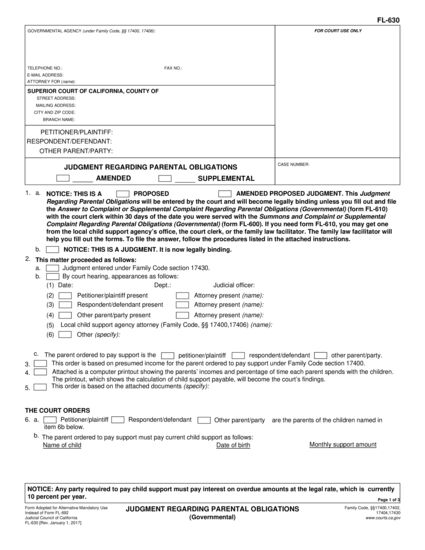 FL-630
GOVERNMENTAL AGENCY (under Family Code, §§ 17400, 17406):
FOR COURT USE ONLY
TELEPHONE NO.: FAX NO.:
E-MAIL ADDRESS:
ATTORNEY FOR (name):
SUPERIOR COURT OF CALIFORNIA, COUNTY OF
STREET ADDRESS:
MAILING ADDRESS:
CITY AND ZIP CODE:
BRANCH NAME:
PETITIONER/PLAINTIFF:
RESPONDENT/DEFENDANT:
OTHER PARENT/PARTY:
JUDGMENT REGARDING PARENTAL OBLIGATIONS
AMENDED SUPPLEMENTAL
CASE NUMBER:
1. a. NOTICE: THIS IS A PROPOSED AMENDED PROPOSED JUDGMENT. This Judgment
Regarding Parental Obligations will be entered by the court and will become legally binding unless you fill out and file
the Answer to Complaint or Supplemental Complaint Regarding Parental Obligations (Governmental) (form FL-610)
with the court clerk within 30 days of the date you were served with the Summons and Complaint or Supplemental
Complaint Regarding Parental Obligations (Governmental) (form FL-600). If you need form FL-610, you may get one
from the local child support agency's office, the court clerk, or the family law facilitator. The family law facilitator will
help you fill out the forms. To file the answer, follow the procedures listed in the attached instructions.
b. NOTICE: THIS IS A JUDGMENT. It is now legally binding.
2. This matter proceeded as follows:
a. Judgment entered under Family Code section 17430.
b. By court hearing, appearances as follows:
(1) Date: Dept.: Judicial officer:
(2) Petitioner/plaintiff present Attorney present (name):
(3) Respondent/defendant present Attorney present (name):
(4) Other parent/party present Attorney present (name):
(5) Local child support agency attorney (Family Code, §§ 17400,17406) (name):
(6) Other (specify):
c. The parent ordered to pay support is the petitioner/plaintiff respondent/defendant other parent/party.
3. This order is based on presumed income for the parent ordered to pay support under Family Code section 17400.
4. Attached is a computer printout showing the parents' incomes and percentage of time each parent spends with the children.
The printout, which shows the calculation of child support payable, will become the court's findings.
5. This order is based on the attached documents (specify):
THE COURT ORDERS
6. a. Petitioner/plaintiff Respondent/defendant Other parent/party are the parents of the children named in
item 6b below.
b. The parent ordered to pay support must pay current child support as follows:
Name of child Date of birth Monthly support amount
NOTICE: Any party required to pay child support must pay interest on overdue amounts at the legal rate, which is currently
10 percent per year.
Page 1 of 3
Form Adopted for Alternative Mandatory Use
Instead of Form FL-692
Judicial Council of California
FL-630 [Rev. January 1, 2017]
JUDGMENT REGARDING PARENTAL OBLIGATIONS
(Governmental)
Family Code, §§17400,17402,
17404,17430
www.courts.ca.gov